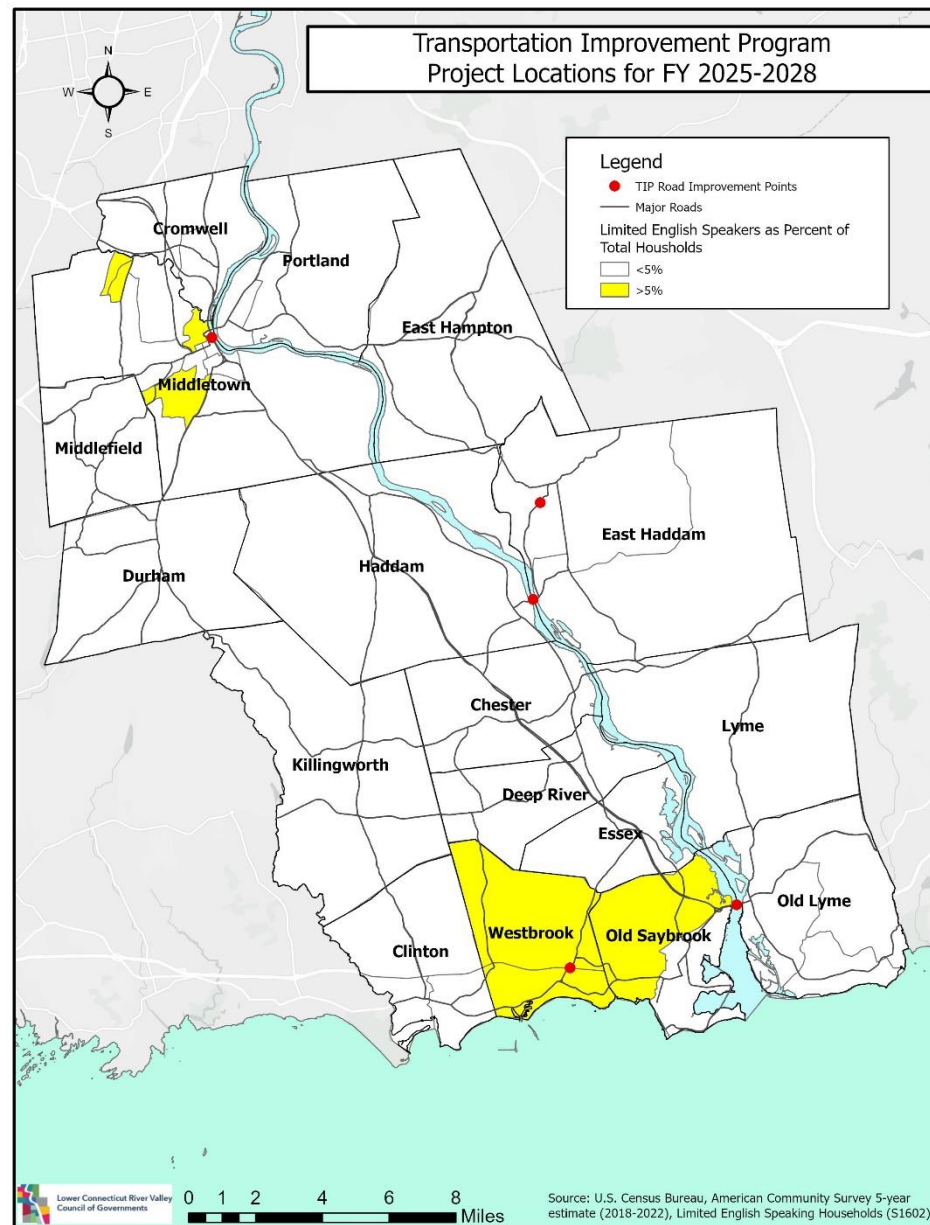 Transportation Improvement Program
Project Locations for FY 2025-2028
N
W
E
S
Legend
TIP Road Improvement Points
Major Roads
Limited English Speakers as Percent of
Total Housholds
<5%
>5%
Cromwell
Portland
East Hampton
Middletown
Middlefield
East Haddam
Haddam
Durham
Chester
Lyme
Killingworth
Deep River
Essex
Old Lyme
Westbrook
Old Saybrook
Clinton
Lower Connecticut River Valley
Council of Governments
0 1 2 4 6 8
Miles
Source: U.S. Census Bureau, American Community Survey 5-year
estimate (2018-2022), Limited English Speaking Households (S1602)